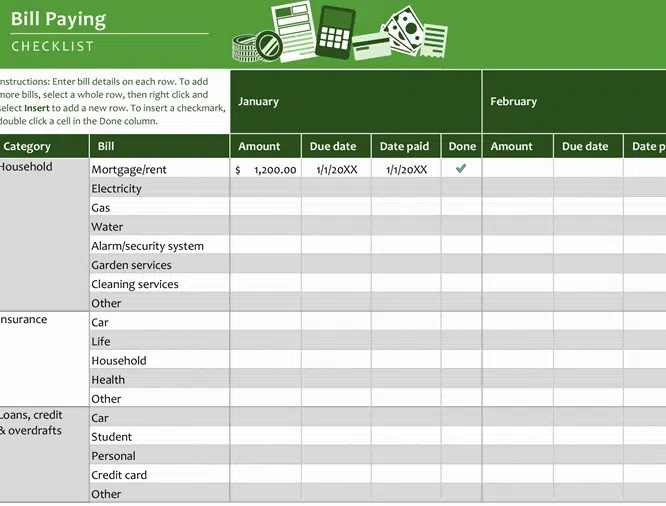 Bill Paying
CHECKLIST
nstructions: Enter bill details on each row. To add
more bills, select a whole row, then right click and
select Insert to add a new row. To insert a checkmark,
double click a cell in the Done column.
January
February
Category Bill Amount Due date Date paid Done Amount Due date Date p
Household
Mortgage/rent $ 1,200.00 1/1/20XX 1/1/20XX ✔
Electricity
Gas
Water
Alarm/security system
Garden services
Cleaning services
Other
nsurance
Car
Life
Household
Health
Other
Loans, credit
& overdrafts
Car
Student
Personal
Credit card
Other